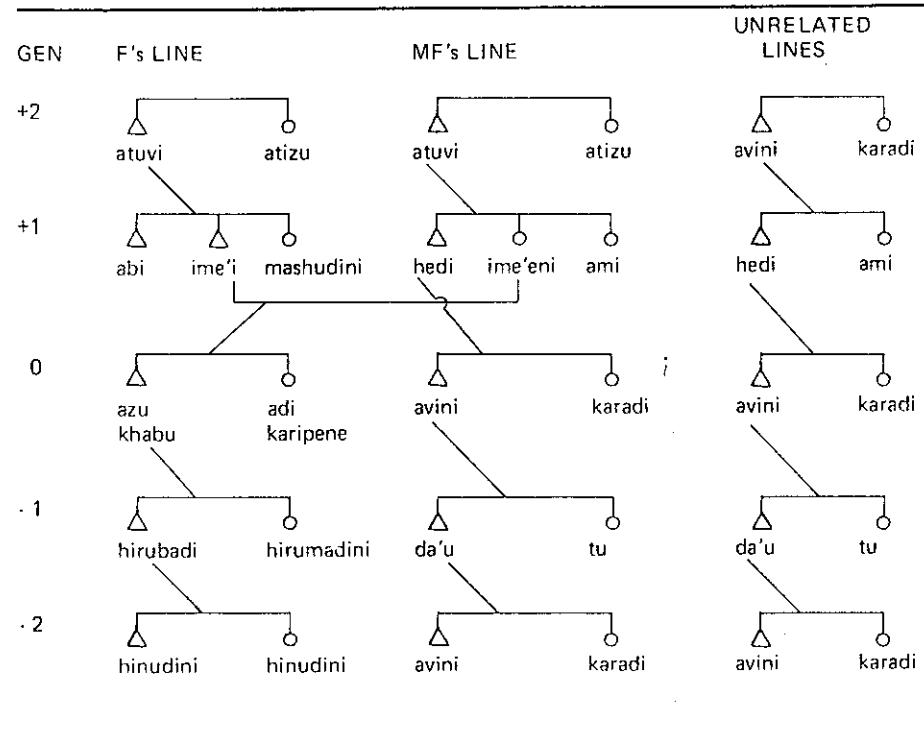 UNRELATED
GEN F's LINE MF's LINE LINES
+2
atuvi atizu atuvi atizu avini karadi
+1
abi ime'i mashudini hedi ime'eni ami hedi ami
0 i
azu adi avini karadi avini karadi
khabu karipene
- 1
hirubadi hirumadini da'u tu da'u tu
- 2
hinudini hinudini avini karadi avini karadi